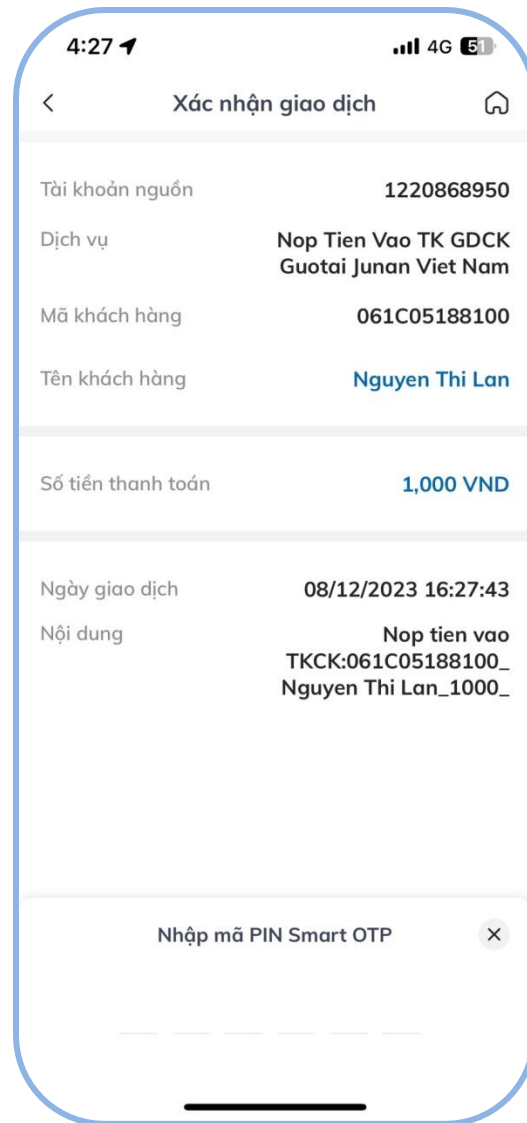 4:27 4G 51
Xác nhận giao dịch
Tài khoản nguồn 1220868950
Dịch vụ Nop Tien Vao TK GDCK
Guotai Junan Viet Nam
Mã khách hàng 061C05188100
Tên khách hàng Nguyen Thi Lan
Số tiền thanh toán 1,000 VND
Ngày giao dịch 08/12/2023 16:27:43
Nội dung Nop tien vao
TKCK:061C05188100_
Nguyen Thi Lan_1000_
Nhập mã PIN Smart OTP